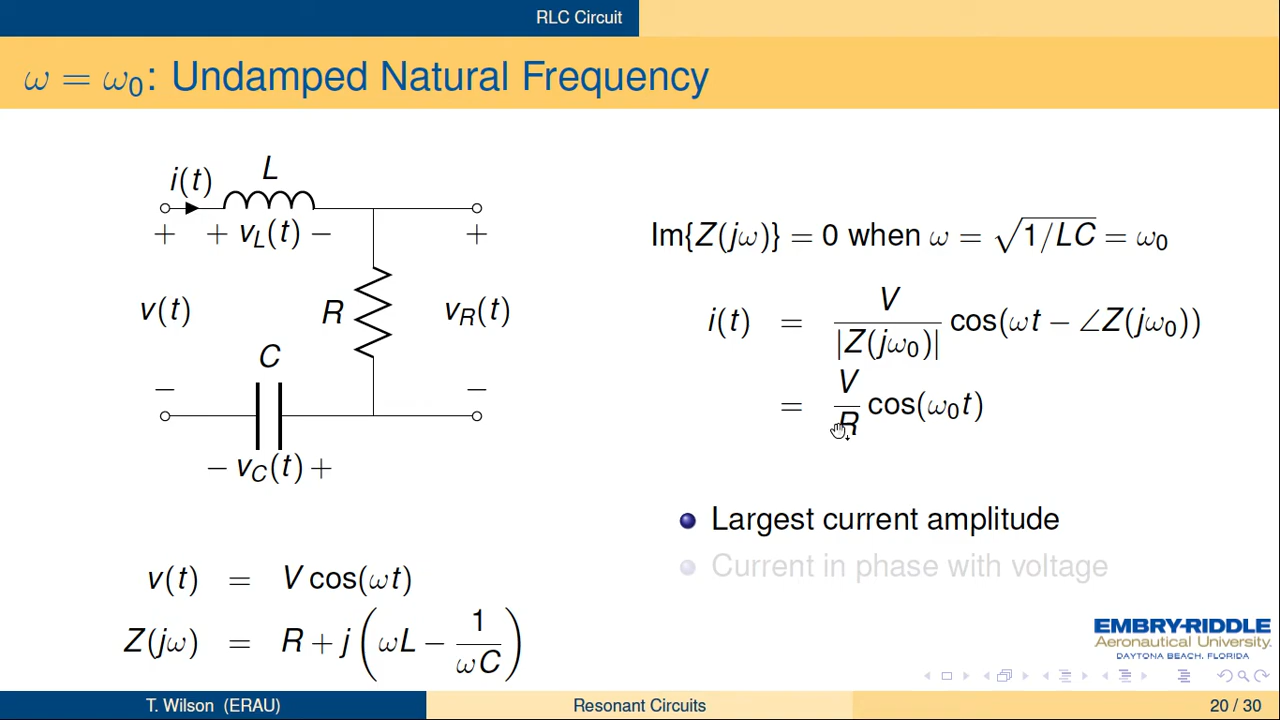 RLC Circuit
ω = ω₀: Undamped Natural Frequency
i(t)
L
+ + v_L(t) − +
v(t)
R
v_R(t)
C
− −
− v_C(t) +
v(t) = V cos(ωt)
Z(jω) = R + j(ωL − 1/ωC)
Im{Z(jω)} = 0 when ω = √(1/LC) = ω₀
i(t) = V/|Z(jω₀)| cos(ωt − ∠Z(jω₀))
= V/R cos(ω₀t)
Largest current amplitude
Current in phase with voltage
EMBRY-RIDDLE
Aeronautical University.
DAYTONA BEACH, FLORIDA
T. Wilson (ERAU) Resonant Circuits 20 / 30